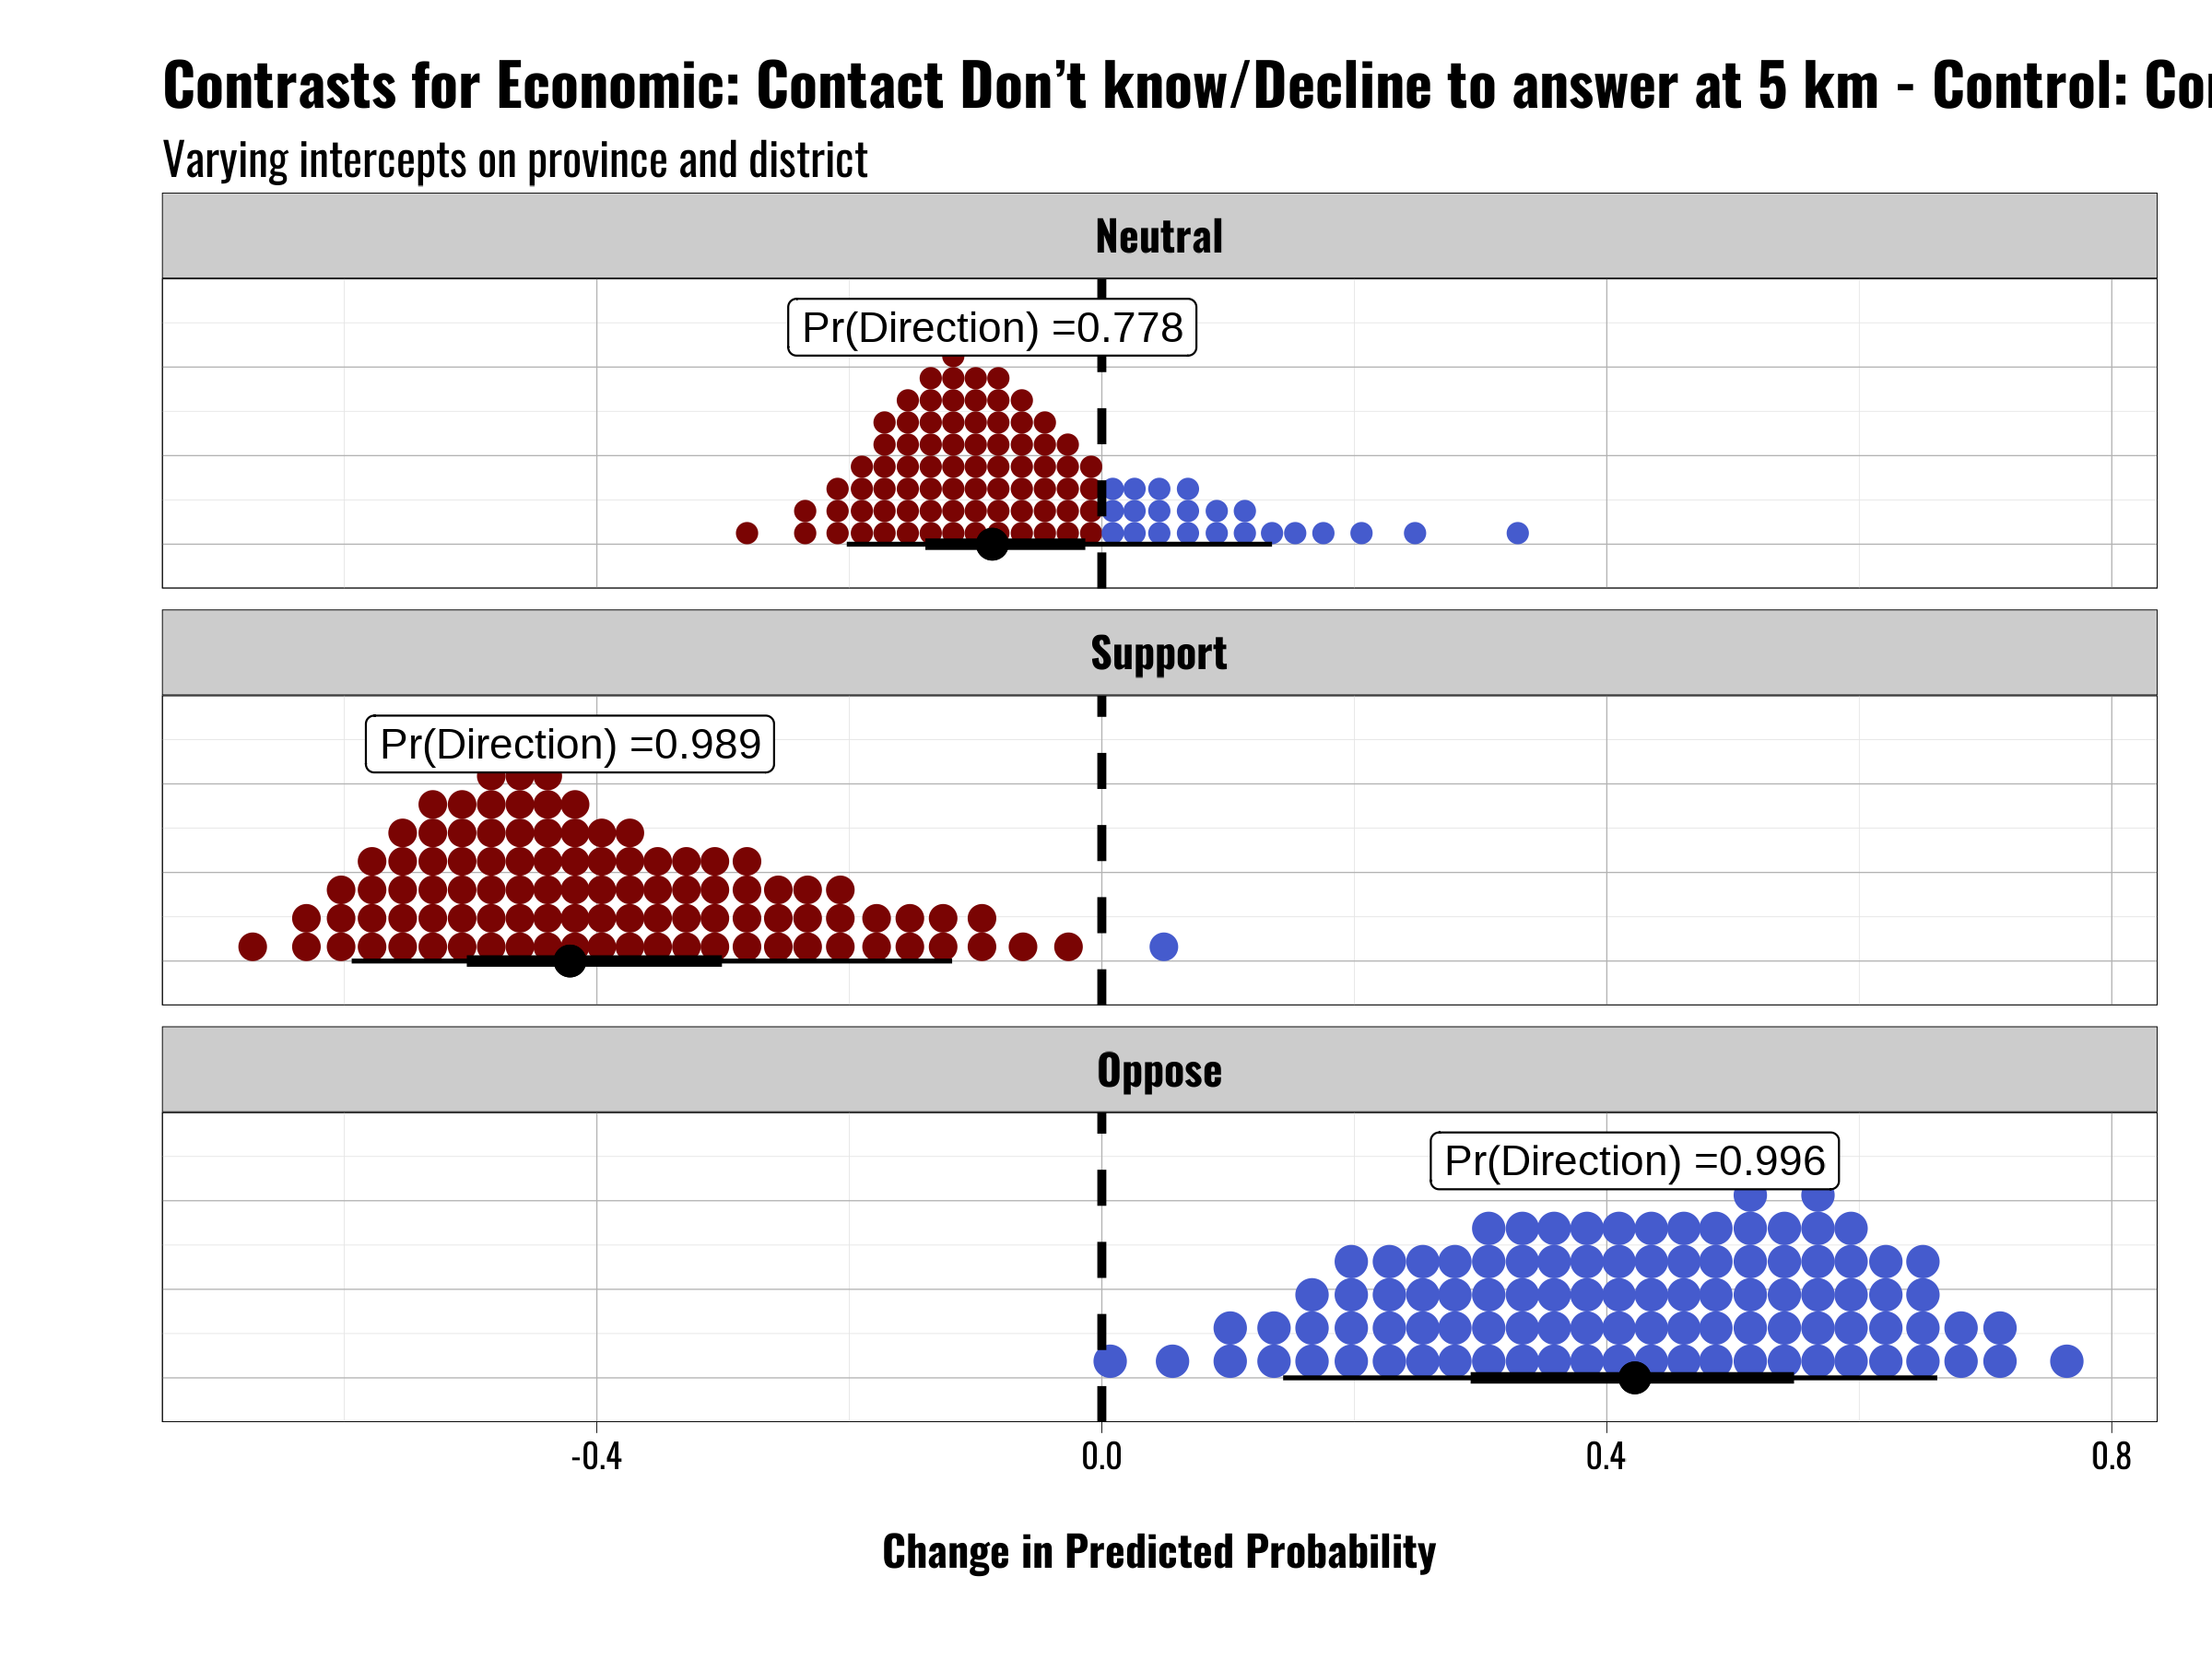 Contrasts for Economic: Contact Don’t know/Decline to answer at 5 km - Control:
Varying intercepts on province and district
Neutral
Pr(Direction) =0.778
Support
Pr(Direction) =0.989
Oppose
Pr(Direction) =0.996
-0.4 0.0 0.4 0.8
Change in Predicted Probability